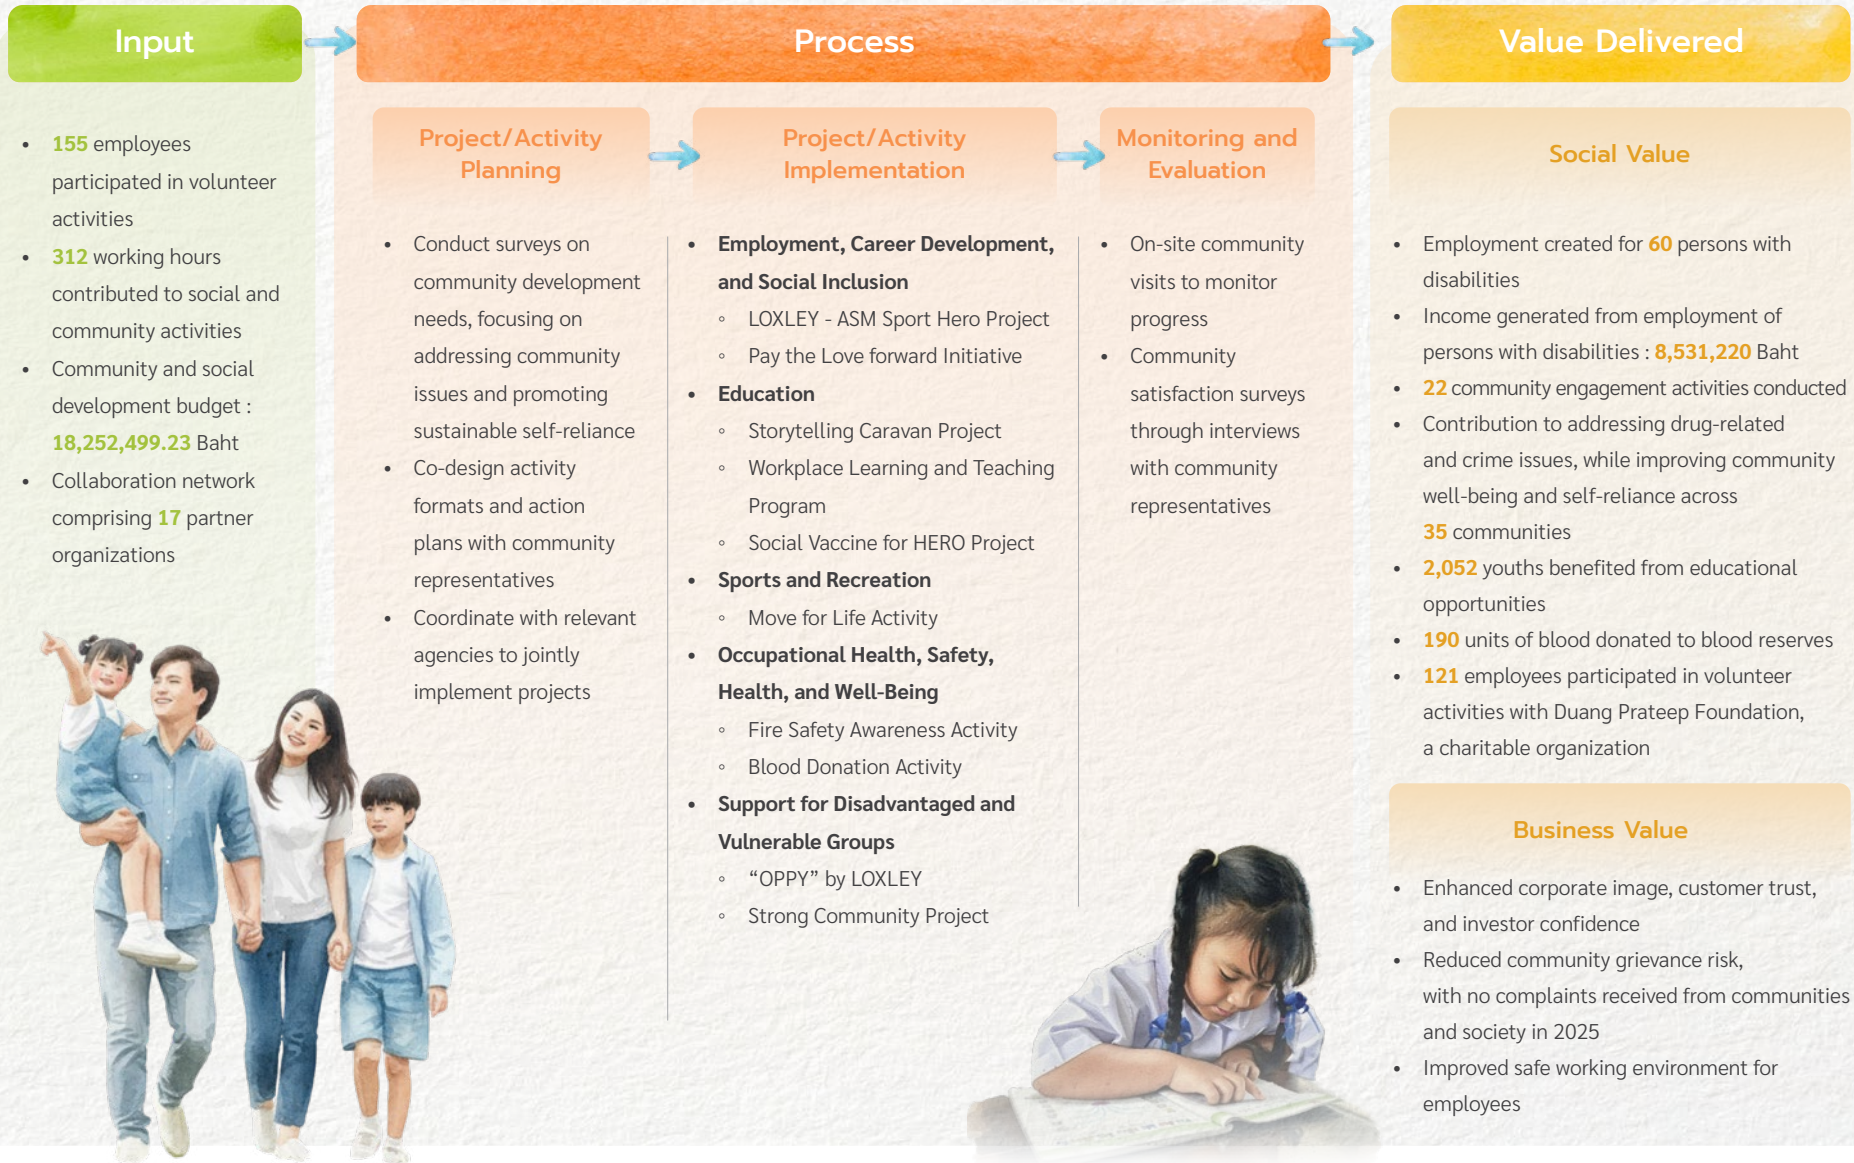 Input
Process
Value Delivered
• 155 employees
participated in volunteer
activities
• 312 working hours
contributed to social and
community activities
• Community and social
development budget :
18,252,499.23 Baht
• Collaboration network
comprising 17 partner
organizations
Project/Activity
Planning
• Conduct surveys on
community development
needs, focusing on
addressing community
issues and promoting
sustainable self-reliance
• Co-design activity
formats and action
plans with community
representatives
• Coordinate with relevant
agencies to jointly
implement projects
Project/Activity
Implementation
• Employment, Career Development,
and Social Inclusion
◦ LOXLEY - ASM Sport Hero Project
◦ Pay the Love forward Initiative
• Education
◦ Storytelling Caravan Project
◦ Workplace Learning and Teaching
Program
◦ Social Vaccine for HERO Project
• Sports and Recreation
◦ Move for Life Activity
• Occupational Health, Safety,
Health, and Well-Being
◦ Fire Safety Awareness Activity
◦ Blood Donation Activity
• Support for Disadvantaged and
Vulnerable Groups
◦ “OPPY” by LOXLEY
◦ Strong Community Project
Monitoring and
Evaluation
• On-site community
visits to monitor
progress
• Community
satisfaction surveys
through interviews
with community
representatives
Social Value
• Employment created for 60 persons with
disabilities
• Income generated from employment of
persons with disabilities : 8,531,220 Baht
• 22 community engagement activities conducted
• Contribution to addressing drug-related
and crime issues, while improving community
well-being and self-reliance across
35 communities
• 2,052 youths benefited from educational
opportunities
• 190 units of blood donated to blood reserves
• 121 employees participated in volunteer
activities with Duang Prateep Foundation,
a charitable organization
Business Value
• Enhanced corporate image, customer trust,
and investor confidence
• Reduced community grievance risk,
with no complaints received from communities
and society in 2025
• Improved safe working environment for
employees